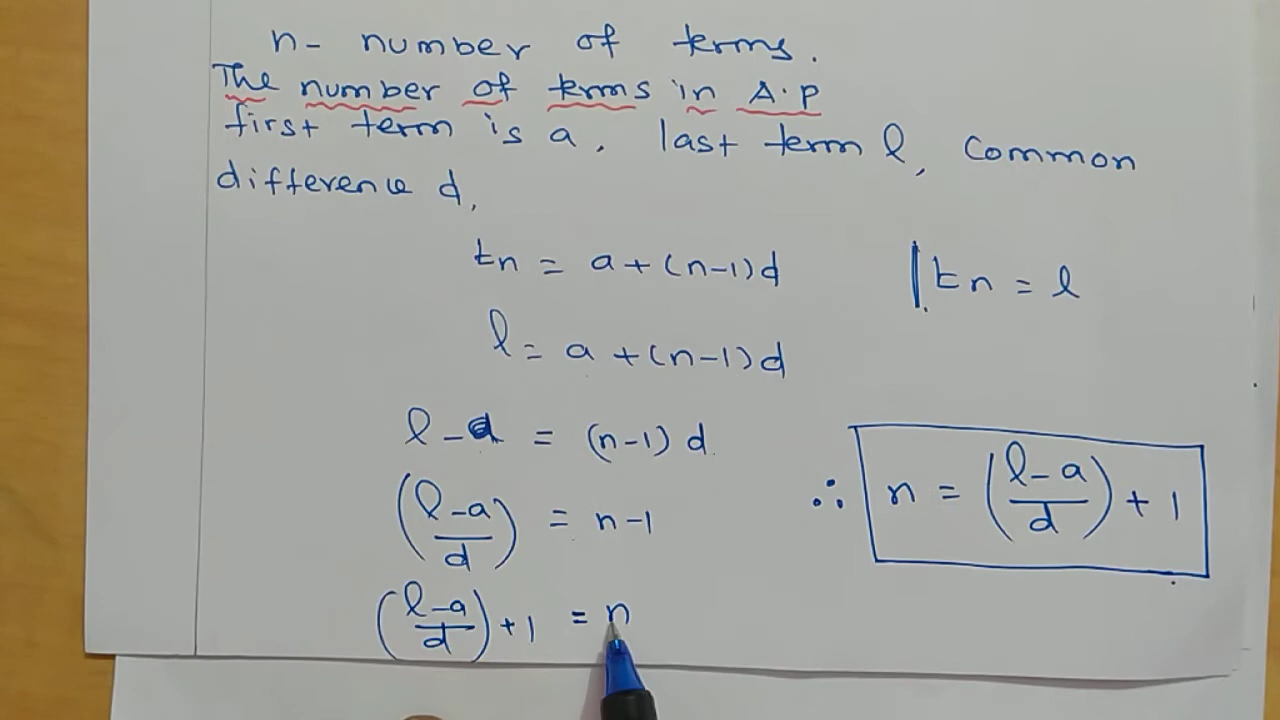 n- number of terms.
The number of terms in A.P
first term is a, last term l, common
difference d,
tn = a+(n-1)d | tn = l
l = a+(n-1)d
l-a = (n-1) d.
(l-a/d) = n-1
∴ n = (l-a/d) + 1
(l-a/d) + 1 = n